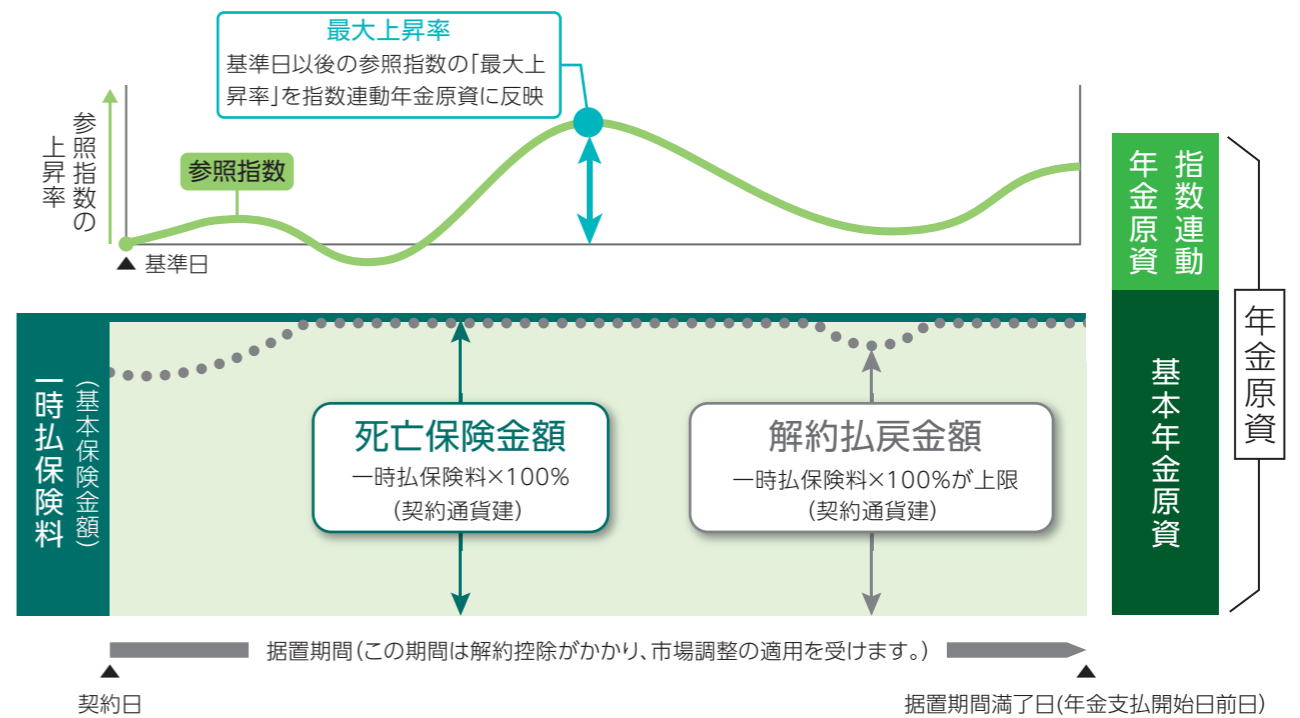 最大上昇率
基準日以後の参照指数の「最大上
昇率」を指数連動年金原資に反映
参照指数の
上昇率
参照指数
▲ 基準日
指数連動
年金原資
基本年金原資
年金原資
一時払保険料
（基本保険金額）
死亡保険金額
一時払保険料×100%
（契約通貨建）
解約払戻金額
一時払保険料×100%が上限
（契約通貨建）
据置期間（この期間は解約控除がかかり、市場調整の適用を受けます。）
契約日
据置期間満了日(年金支払開始日前日)